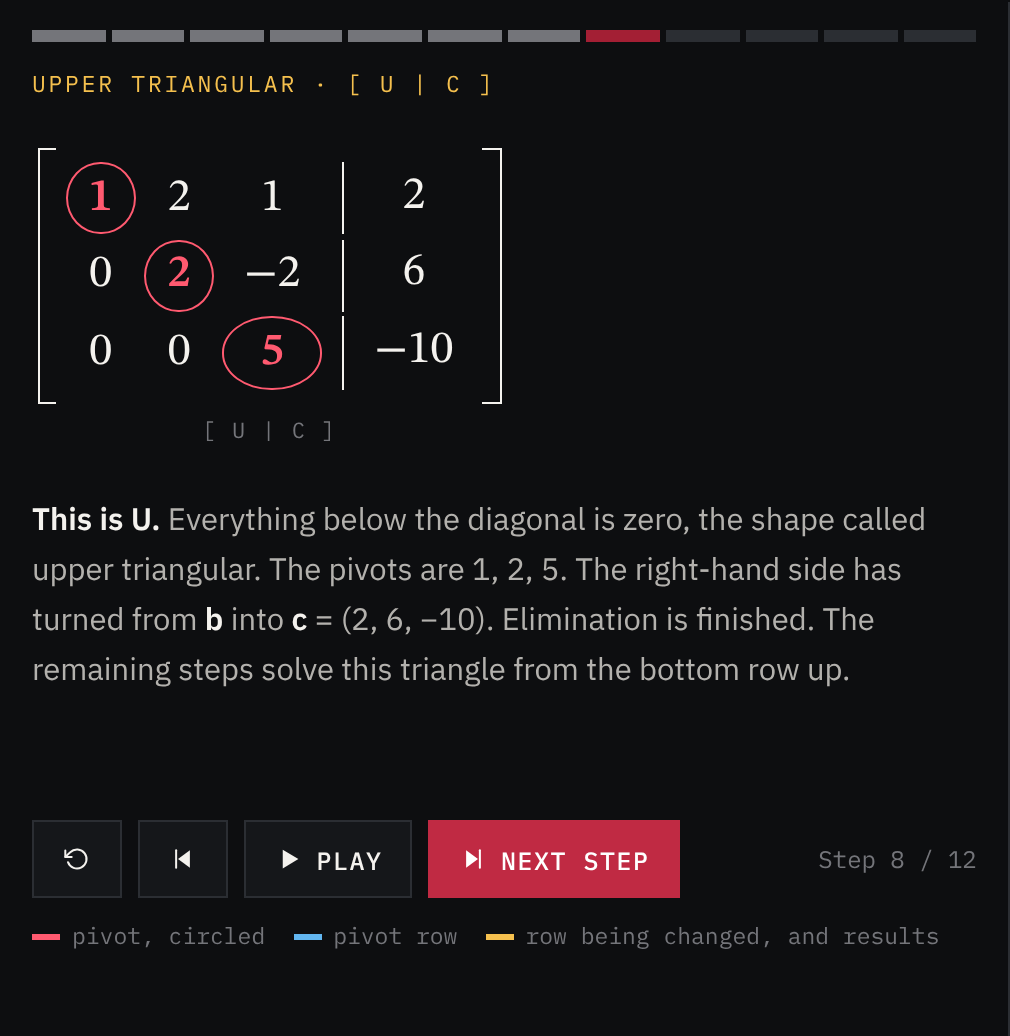 UPPER TRIANGULAR · [ U | C ]
1 2 1 | 2
0 2 −2 | 6
0 0 5 | −10
[ U | C ]
This is U. Everything below the diagonal is zero, the shape called
upper triangular. The pivots are 1, 2, 5. The right-hand side has
turned from b into c = (2, 6, −10). Elimination is finished. The
remaining steps solve this triangle from the bottom row up.
PLAY NEXT STEP Step 8 / 12
pivot, circled pivot row row being changed, and results